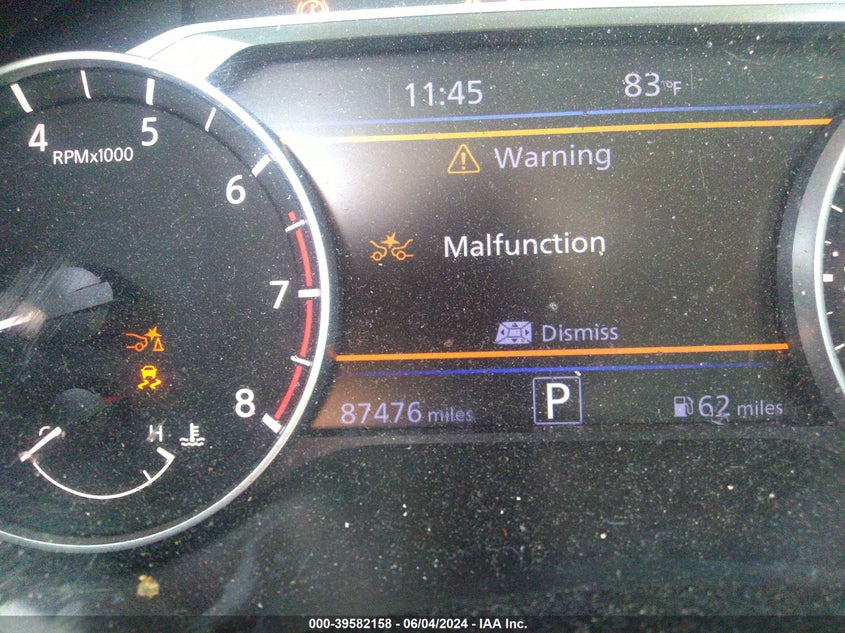 11:45 83°F
4 5 6 7 8
RPMx1000
Warning
Malfunction
Dismiss
87476 miles P 62 miles
C H
000-39582158 - 06/04/2024 - IAA Inc.